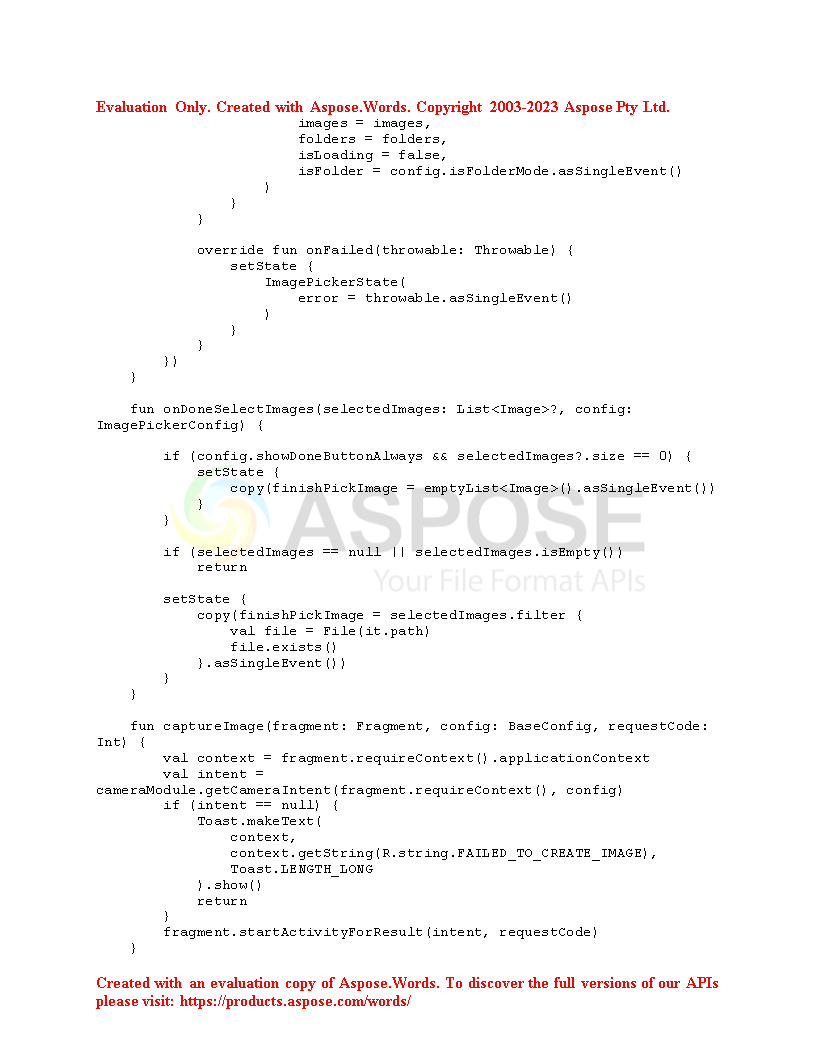 Evaluation Only. Created with Aspose.Words. Copyright 2003-2023 Aspose Pty Ltd.
                        images = images,
                        folders = folders,
                        isLoading = false,
                        isFolder = config.isFolderMode.asSingleEvent()
                    )
                }
            }

            override fun onFailed(throwable: Throwable) {
                setState {
                    ImagePickerState(
                        error = throwable.asSingleEvent()
                    )
                }
            }
        })
    }

    fun onDoneSelectImages(selectedImages: List<Image>?, config:
ImagePickerConfig) {

        if (config.showDoneButtonAlways && selectedImages?.size == 0) {
            setState {
                copy(finishPickImage = emptyList<Image>().asSingleEvent())
            }
        }
ASPOSE

        if (selectedImages == null || selectedImages.isEmpty())
            return
Your File Format APIs

        setState {
            copy(finishPickImage = selectedImages.filter {
                val file = File(it.path)
                file.exists()
            }.asSingleEvent())
        }
    }

    fun captureImage(fragment: Fragment, config: BaseConfig, requestCode:
Int) {
        val context = fragment.requireContext().applicationContext
        val intent =
cameraModule.getCameraIntent(fragment.requireContext(), config)
        if (intent == null) {
            Toast.makeText(
                context,
                context.getString(R.string.FAILED_TO_CREATE_IMAGE),
                Toast.LENGTH_LONG
            ).show()
            return
        }
        fragment.startActivityForResult(intent, requestCode)
    }

Created with an evaluation copy of Aspose.Words. To discover the full versions of our APIs
please visit: https://products.aspose.com/words/